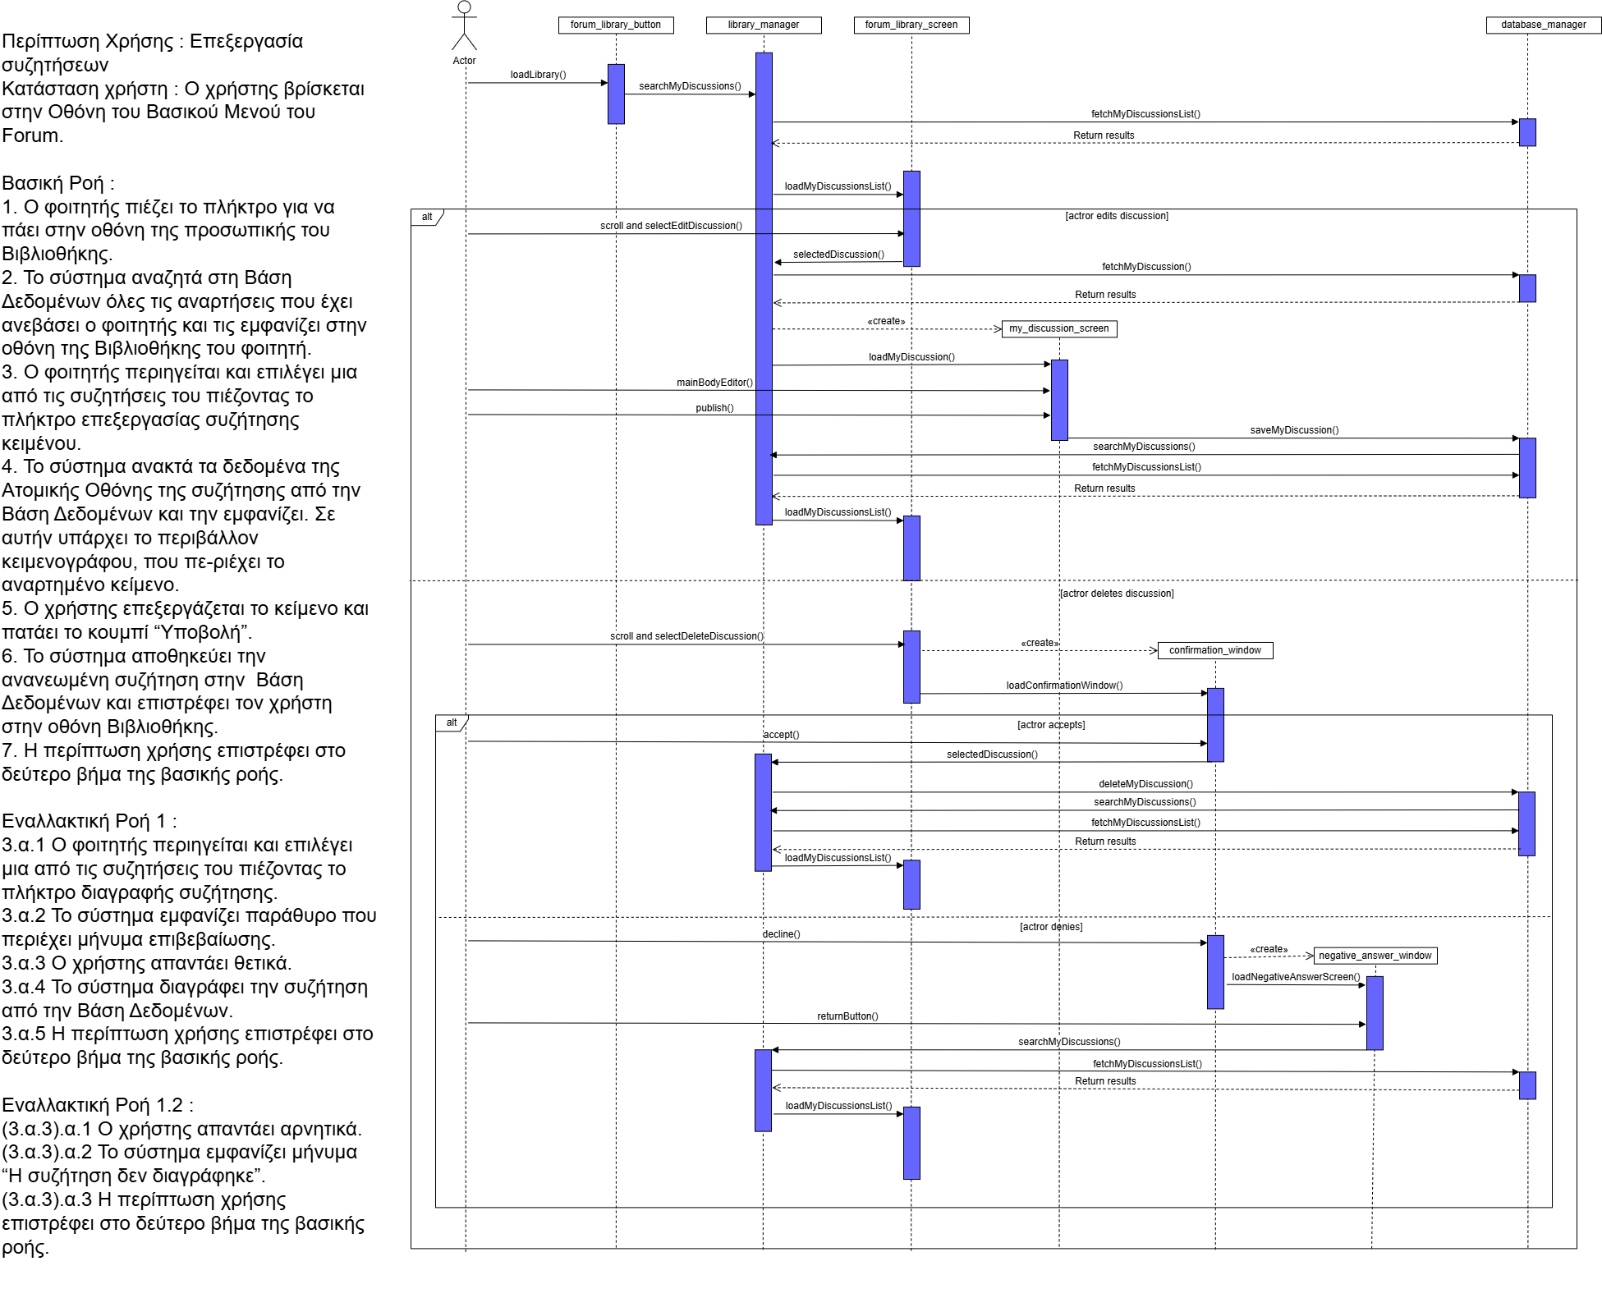 Περίπτωση Χρήσης : Επεξεργασία
συζητήσεων
Κατάσταση χρήστη : Ο χρήστης βρίσκεται
στην Οθόνη του Βασικού Μενού του
Forum.
Βασική Ροή :
1. Ο φοιτητής πιέζει το πλήκτρο για να
πάει στην οθόνη της προσωπικής του
Βιβλιοθήκης.
2. Το σύστημα αναζητά στη Βάση
Δεδομένων όλες τις αναρτήσεις που έχει
ανεβάσει ο φοιτητής και τις εμφανίζει στην
οθόνη της Βιβλιοθήκης του φοιτητή.
3. Ο φοιτητής περιηγείται και επιλέγει μια
από τις συζητήσεις του πιέζοντας το
πλήκτρο επεξεργασίας συζήτησης
κειμένου.
4. Το σύστημα ανακτά τα δεδομένα της
Ατομικής Οθόνης της συζήτησης από την
Βάση Δεδομένων και την εμφανίζει. Σε
αυτήν υπάρχει το περιβάλλον
κειμενογράφου, που πε-ριέχει το
αναρτημένο κείμενο.
5. Ο χρήστης επεξεργάζεται το κείμενο και
πατάει το κουμπί “Υποβολή”.
6. Το σύστημα αποθηκεύει την
ανανεωμένη συζήτηση στην  Βάση
Δεδομένων και επιστρέφει τον χρήστη
στην οθόνη Βιβλιοθήκης.
7. Η περίπτωση χρήσης επιστρέφει στο
δεύτερο βήμα της βασικής ροής.
Εναλλακτική Ροή 1 :
3.α.1 Ο φοιτητής περιηγείται και επιλέγει
μια από τις συζητήσεις του πιέζοντας το
πλήκτρο διαγραφής συζήτησης.
3.α.2 Το σύστημα εμφανίζει παράθυρο που
περιέχει μήνυμα επιβεβαίωσης.
3.α.3 Ο χρήστης απαντάει θετικά.
3.α.4 Το σύστημα διαγράφει την συζήτηση
από την Βάση Δεδομένων.
3.α.5 Η περίπτωση χρήσης επιστρέφει στο
δεύτερο βήμα της βασικής ροής.
Εναλλακτική Ροή 1.2 :
(3.α.3).α.1 Ο χρήστης απαντάει αρνητικά.
(3.α.3).α.2 Το σύστημα εμφανίζει μήνυμα
“Η συζήτηση δεν διαγράφηκε”.
(3.α.3).α.3 Η περίπτωση χρήσης
επιστρέφει στο δεύτερο βήμα της βασικής
ροής.
Actor
forum_library_button
library_manager
forum_library_screen
database_manager
loadLibrary()
searchMyDiscussions()
fetchMyDiscussionsList()
Return results
loadMyDiscussionsList()
alt
[actror edits discussion]
scroll and selectEditDiscussion()
selectedDiscussion()
fetchMyDiscussion()
Return results
«create»
my_discussion_screen
loadMyDiscussion()
mainBodyEditor()
publish()
saveMyDiscussion()
searchMyDiscussions()
fetchMyDiscussionsList()
Return results
loadMyDiscussionsList()
[actror deletes discussion]
scroll and selectDeleteDiscussion()
«create»
confirmation_window
loadConfirmationWindow()
alt
[actror accepts]
accept()
selectedDiscussion()
deleteMyDiscussion()
searchMyDiscussions()
fetchMyDiscussionsList()
Return results
loadMyDiscussionsList()
[actror denies]
decline()
«create»
negative_answer_window
loadNegativeAnswerScreen()
returnButton()
searchMyDiscussions()
fetchMyDiscussionsList()
Return results
loadMyDiscussionsList()